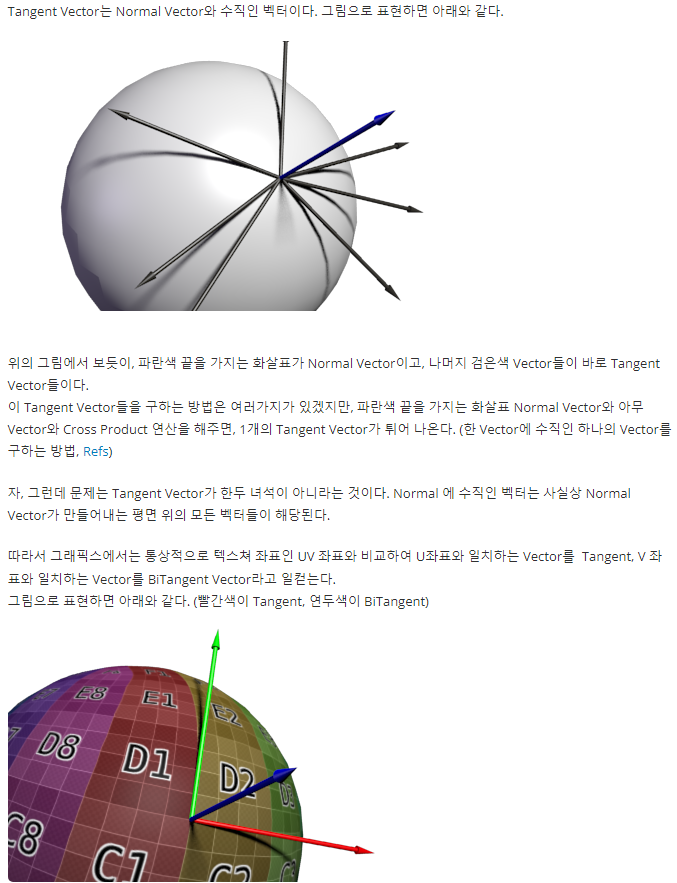 Tangent Vector는 Normal Vector와 수직인 벡터이다. 그림으로 표현하면 아래와 같다.
위의 그림에서 보듯이, 파란색 끝을 가지는 화살표가 Normal Vector이고, 나머지 검은색 Vector들이 바로 Tangent
Vector들이다.
이 Tangent Vector들을 구하는 방법은 여러가지가 있겠지만, 파란색 끝을 가지는 화살표 Normal Vector와 아무
Vector와 Cross Product 연산을 해주면, 1개의 Tangent Vector가 튀어 나온다. (한 Vector에 수직인 하나의 Vector를
구하는 방법, Refs)
자, 그런데 문제는 Tangent Vector가 한두 녀석이 아니라는 것이다. Normal 에 수직인 벡터는 사실상 Normal
Vector가 만들어내는 평면 위의 모든 벡터들이 해당된다.
따라서 그래픽스에서는 통상적으로 텍스쳐 좌표인 UV 좌표와 비교하여 U좌표와 일치하는 Vector를 Tangent, V 좌
표와 일치하는 Vector를 BiTangent Vector라고 일컫는다.
그림으로 표현하면 아래와 같다. (빨간색이 Tangent, 연두색이 BiTangent)
E8 E1 E2
D8 D1 D2
C8 C1